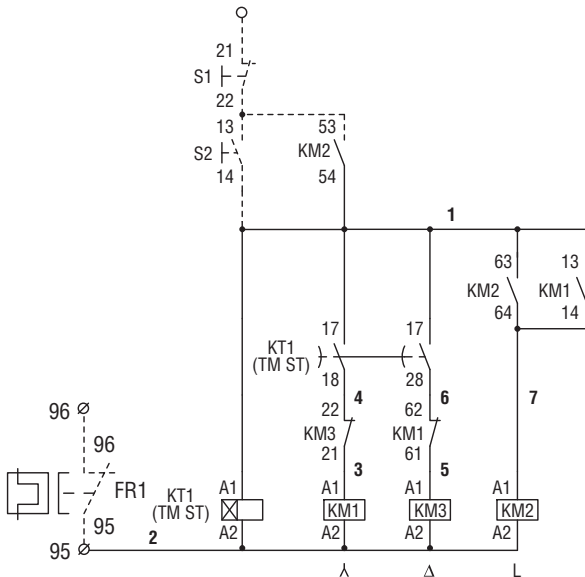 21
S1
22
13
S2
14
53
KM2
54
1
63
KM2
64
13
KM1
14
17
KT1
(TM ST)
18
17
28
4
6
7
22
KM3
21
62
KM1
61
3
5
96
96
FR1
95
95
2
KT1
(TM ST)
A1
A2
A1
KM1
A2
A1
KM3
A2
A1
KM2
A2
⅄
Δ
L